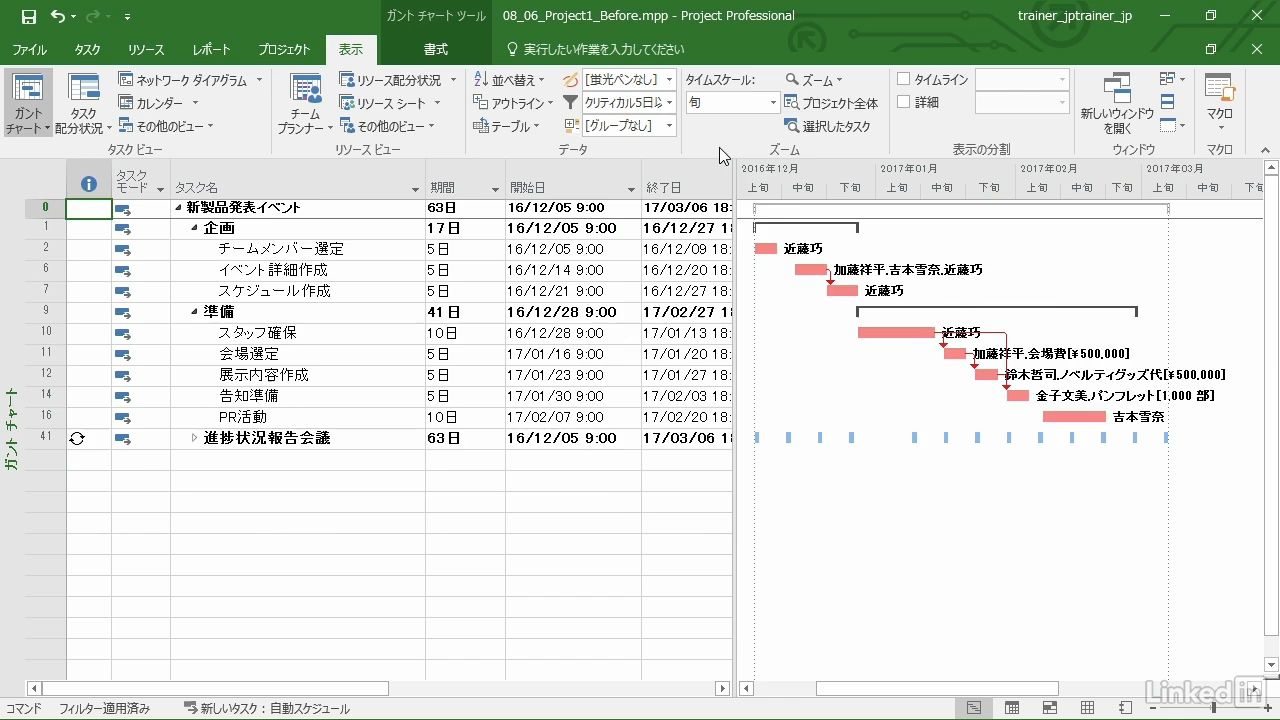 ガント チャート ツール
08_06_Project1_Before.mpp - Project Professional
trainer_jptrainer_jp
ファイル
タスク
リソース
レポート
プロジェクト
表示
書式
実行したい作業を入力してください
ガント
チャート
タスク
配分状況
ネットワーク ダイアグラム
カレンダー
その他のビュー
タスク ビュー
チーム
プランナー
リソース配分状況
リソース シート
その他のビュー
リソース ビュー
並べ替え
アウトライン
テーブル
[蛍光ペンなし]
クリティカル5日以
[グループなし]
データ
タイムスケール:
旬
ズーム
プロジェクト全体
選択したタスク
ズーム
タイムライン
詳細
表示の分割
新しいウィンドウ
を開く
ウィンドウ
マクロ
マクロ
タスク
モード
タスク名
期間
開始日
終了日
2016年12月
2017年01月
2017年02月
2017年03月
上旬 中旬 下旬 上旬 中旬 下旬 上旬 中旬 下旬 上旬 中旬 下
0 新製品発表イベント 63日 16/12/05 9:00 17/03/06 18:
1 企画 17日 16/12/05 9:00 16/12/27 18
2 チームメンバー選定 5日 16/12/05 9:00 16/12/09 18: 近藤巧
6 イベント詳細作成 5日 16/12/14 9:00 16/12/20 18: 加藤祥平,吉本雪奈,近藤巧
7 スケジュール作成 5日 16/12/21 9:00 16/12/27 18: 近藤巧
9 準備 41日 16/12/28 9:00 17/02/27 18
10 スタッフ確保 10日 16/12/28 9:00 17/01/13 18: 近藤巧
11 会場選定 5日 17/01/16 9:00 17/01/20 18: 加藤祥平,会場費[¥500,000]
12 展示内容作成 5日 17/01/23 9:00 17/01/27 18: 鈴木哲司,ノベルティグッズ代[¥500,000]
14 告知準備 5日 17/01/30 9:00 17/02/03 18: 金子文美,パンフレット[1,000 部]
16 PR活動 10日 17/02/07 9:00 17/02/20 18: 吉本雪奈
41 進捗状況報告会議 63日 16/12/05 9:00 17/03/06 18
ガント チャート
コマンド
フィルター適用済み
新しいタスク : 自動スケジュール
Linked in